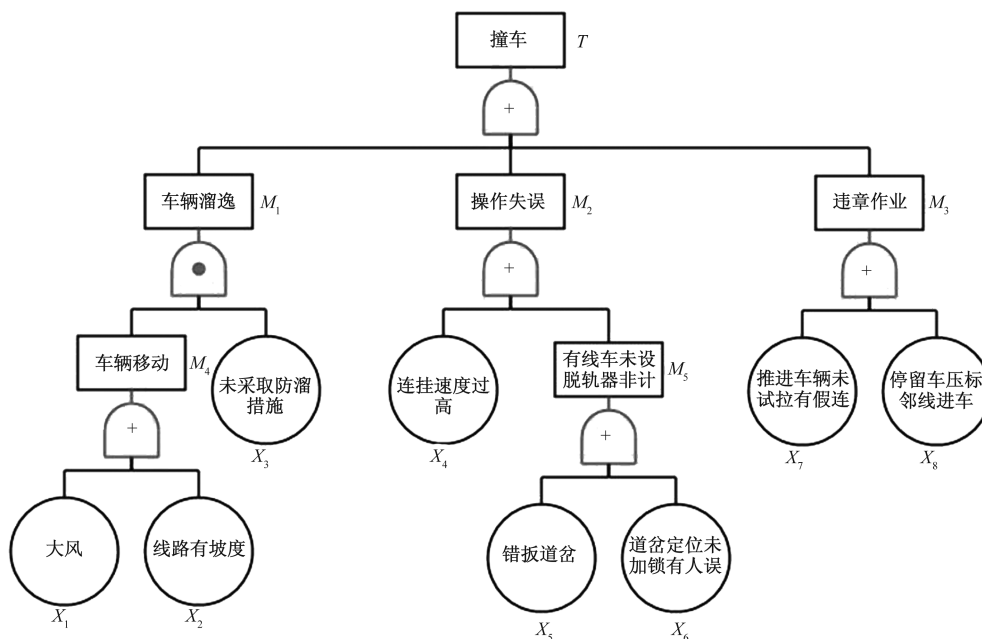 撞车
T
+
车辆溜逸
M1
操作失误
M2
违章作业
M3
+
+
车辆移动
M4
未采取防溜
措施
X3
连挂速度过
高
X4
有线车未设
脱轨器非计
M5
推进车辆未
试拉有假连
X7
停留车压标
邻线进车
X8
+
+
大风
X1
线路有坡度
X2
错扳道岔
X5
道岔定位未
加锁有人误
X6